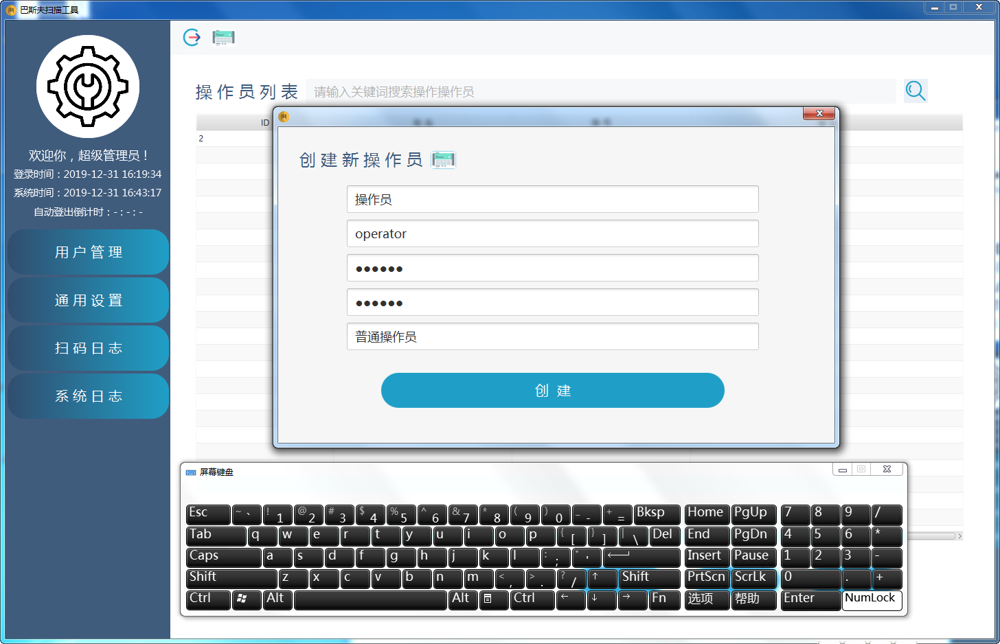 巴斯夫扫描工具
欢迎你，超级管理员！
登录时间：2019-12-31 16:19:34
系统时间：2019-12-31 16:43:17
自动登出倒计时：- : - : -
用户管理
通用设置
扫码日志
系统日志
操作员列表
请输入关键词搜索操作操作员
ID
2
创建新操作员
操作员
operator
●●●●●●
●●●●●●
普通操作员
创 建
屏幕键盘
Esc ~ ` ! 1 @ 2 # 3 $ 4 % 5 ^ 6 & 7 * 8 ( 9 ) 0 _ - + = Bksp Home PgUp 7 8 9 /
Tab q w e r t y u i o p { [ } ] | \ Del End PgDn 4 5 6 *
Caps a s d f g h j k l : ; " ' Insert Pause 1 2 3 -
Shift z x c v b n m < , > . ? / ↑ Shift PrtScn ScrLk 0 . +
Ctrl Alt Alt Ctrl ← ↓ → Fn 选项 帮助 Enter NumLock